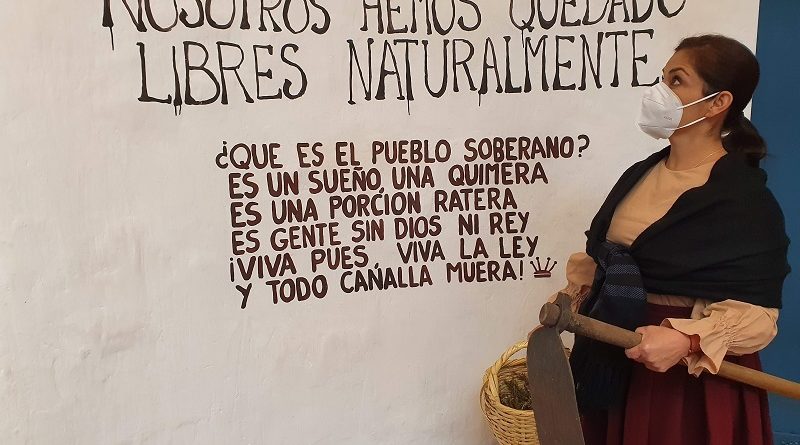 NOSOTROS HEMOS QUEDADO
LIBRES NATURALMENTE.
¿QUE ES EL PUEBLO SOBERANO?
ES UN SUEÑO, UNA QUIMERA
ES UNA PORCION RATERA
ES GENTE SIN DIOS NI REY
¡VIVA PUES, VIVA LA LEY
Y TODO CANALLA MUERA!